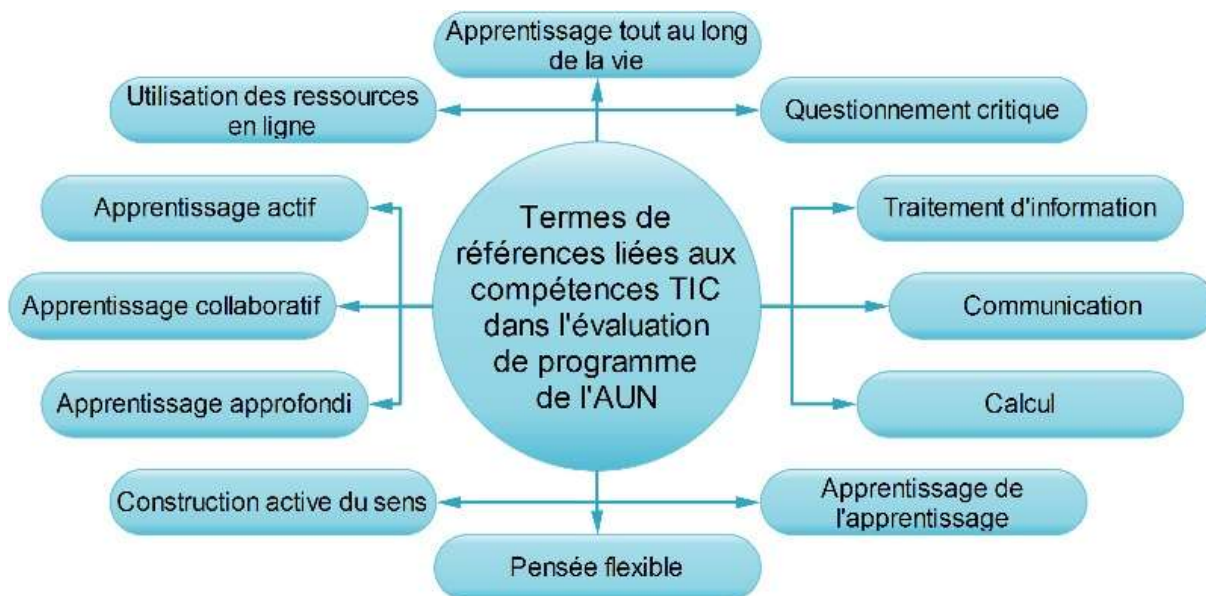 Apprentissage tout au long
de la vie
Utilisation des ressources
en ligne
Questionnement critique
Apprentissage actif
Traitement d'information
Termes de
références liées aux
compétences TIC
dans l'évaluation
de programme
de l'AUN
Apprentissage collaboratif
Communication
Apprentissage approfondi
Calcul
Construction active du sens
Apprentissage de
l'apprentissage
Pensée flexible